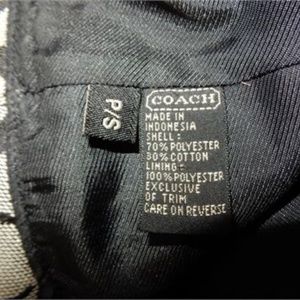 P/S
COACH
MADE IN
INDONESIA
SHELL:
70% POLYESTER
30% COTTON
LINING:
100% POLYESTER
EXCLUSIVE
OF TRIM
CARE ON REVERSE